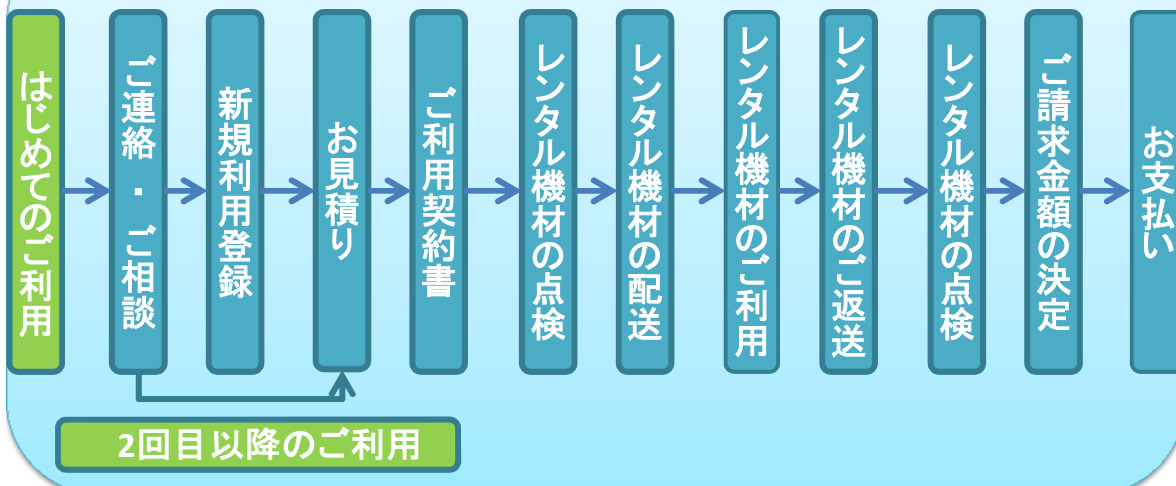 はじめてのご利用
ご連絡・ご相談
新規利用登録
お見積り
ご利用契約書
レンタル機材の点検
レンタル機材の配送
レンタル機材のご利用
レンタル機材のご返送
レンタル機材の点検
ご請求金額の決定
お支払い
2回目以降のご利用